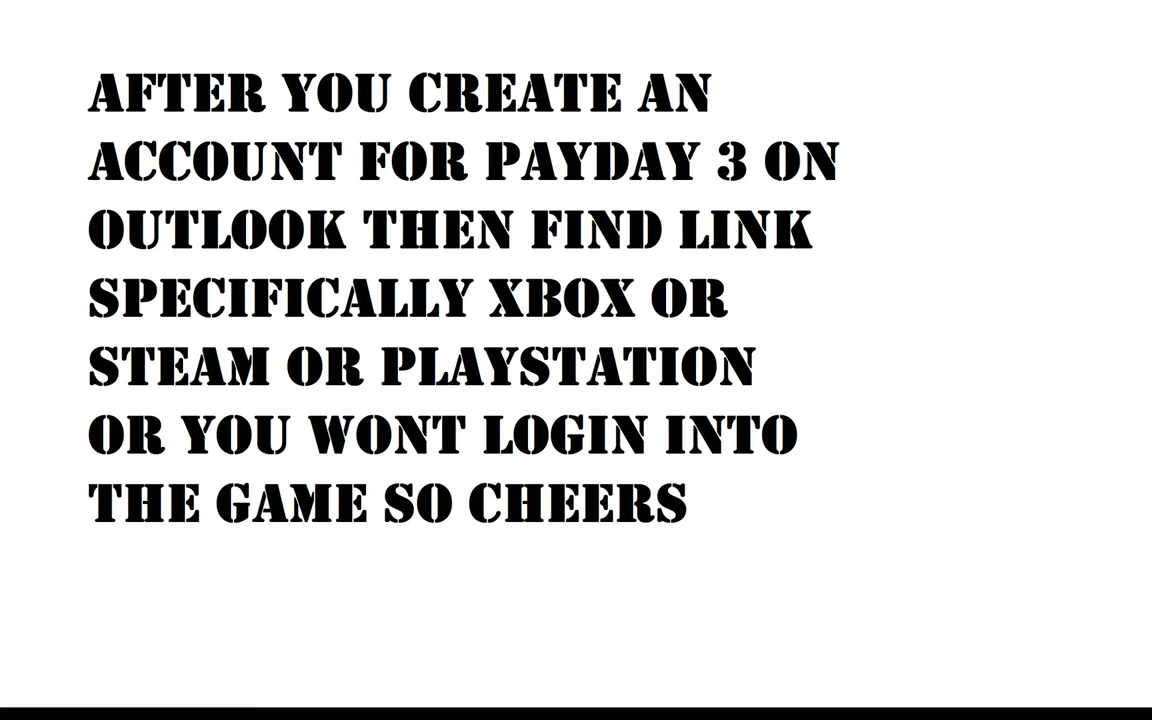 AFTER YOU CREATE AN
ACCOUNT FOR PAYDAY 3 ON
OUTLOOK THEN FIND LINK
SPECIFICALLY XBOX OR
STEAM OR PLAYSTATION
OR YOU WONT LOGIN INTO
THE GAME SO CHEERS